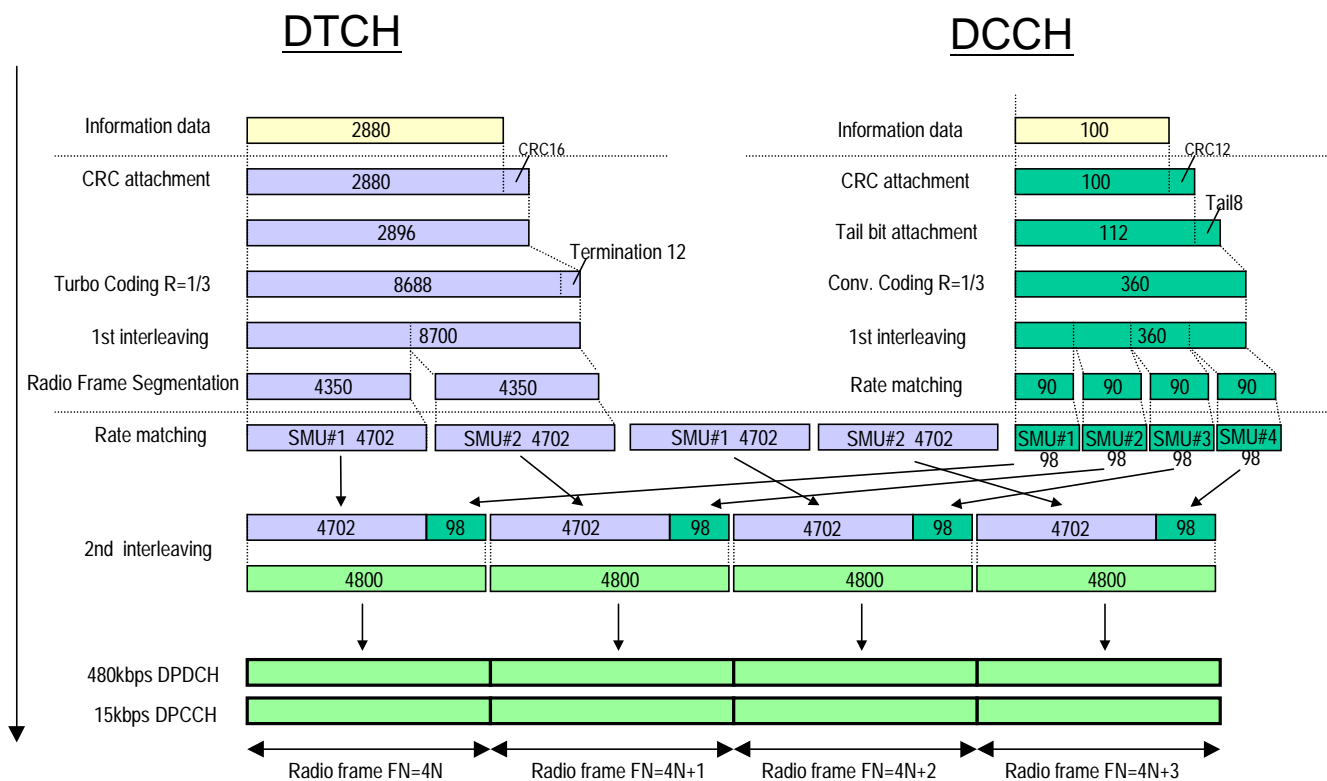 DTCH DCCH
Information data 2880 Information data 100
CRC16 CRC12
CRC attachment 2880 CRC attachment 100
Tail8
2896 Tail bit attachment 112
Termination 12
Turbo Coding R=1/3 8688 Conv. Coding R=1/3 360
1st interleaving 8700 1st interleaving 360
Radio Frame Segmentation 4350 4350 Rate matching 90 90 90 90
Rate matching SMU#1 4702 SMU#2 4702 SMU#1 4702 SMU#2 4702 SMU#1 SMU#2 SMU#3 SMU#4
98 98 98 98
4702 98 4702 98 4702 98 4702 98
2nd interleaving
4800 4800 4800 4800
480kbps DPDCH
15kbps DPCCH
Radio frame FN=4N Radio frame FN=4N+1 Radio frame FN=4N+2 Radio frame FN=4N+3